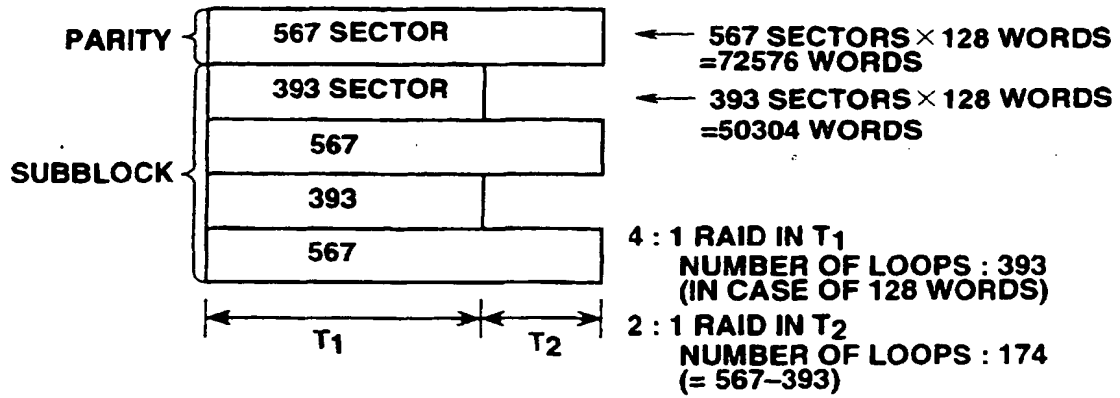 PARITY
567 SECTOR
← 567 SECTORS×128 WORDS
=72576 WORDS
393 SECTOR
← 393 SECTORS×128 WORDS
=50304 WORDS
SUBBLOCK
567
393
567
4 : 1 RAID IN T1
NUMBER OF LOOPS : 393
(IN CASE OF 128 WORDS)
T1
T2
2 : 1 RAID IN T2
NUMBER OF LOOPS : 174
(= 567–393)